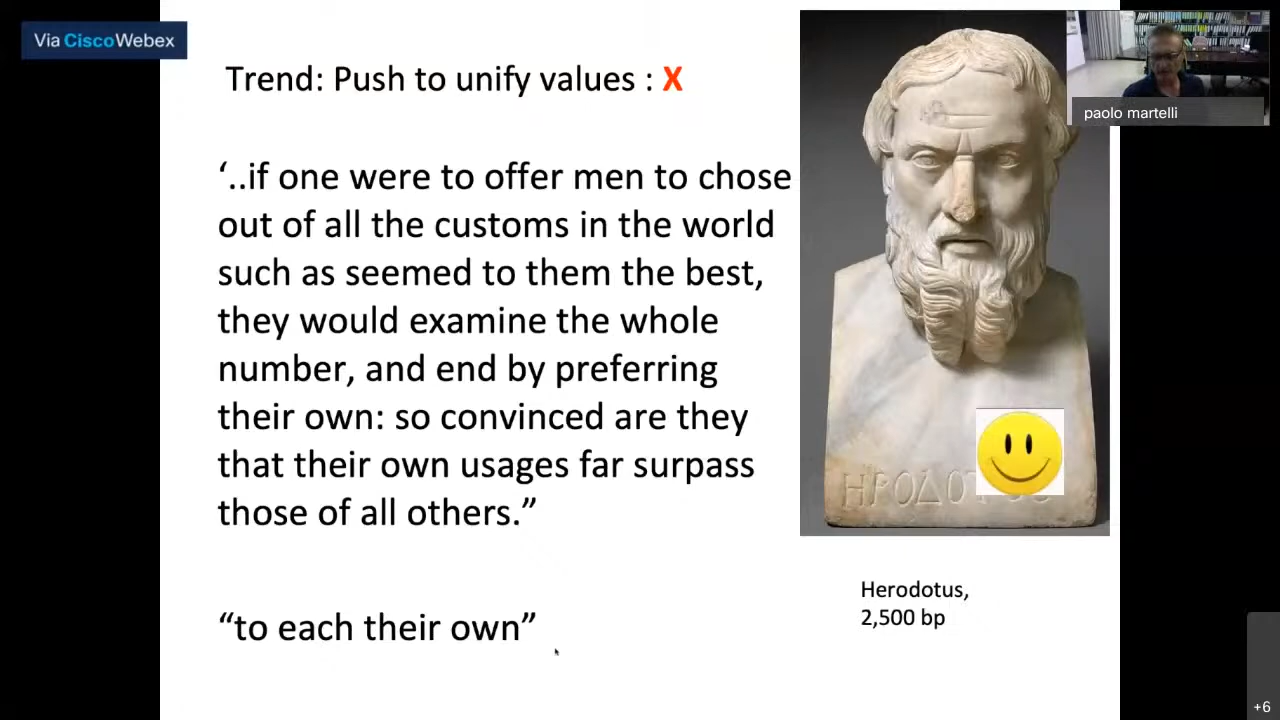 Via CiscoWebex
Trend: Push to unify values : X
paolo martelli
‘..if one were to offer men to chose
out of all the customs in the world
such as seemed to them the best,
they would examine the whole
number, and end by preferring
their own: so convinced are they
that their own usages far surpass
those of all others.”
“to each their own”
Herodotus,
2,500 bp
+6